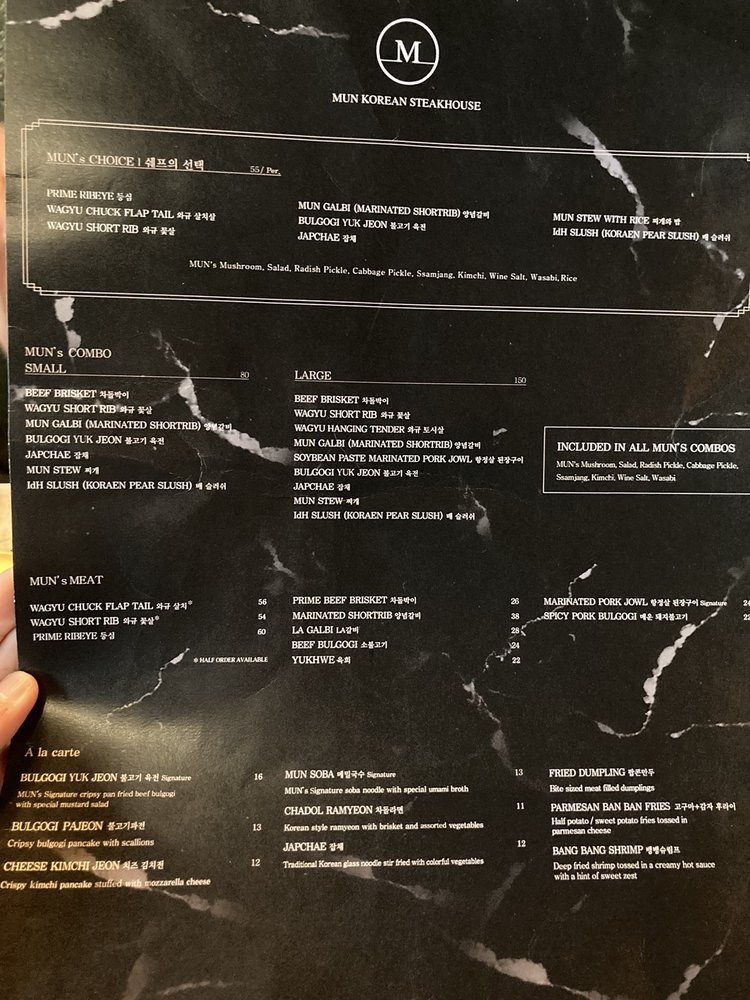 M
MUN KOREAN STEAKHOUSE
MUN's CHOICE | 쉐프의 선택 55/ Per.
PRIME RIBEYE 등심
WAGYU CHUCK FLAP TAIL 와규 살치살
WAGYU SHORT RIB 와규 꽃살
MUN GALBI (MARINATED SHORTRIB) 양념갈비
BULGOGI YUK JEON 불고기 육전
JAPCHAE 잡채
MUN STEW WITH RICE 찌개와 밥
IdH SLUSH (KORAEN PEAR SLUSH) 배 슬러쉬
MUN's Mushroom, Salad, Radish Pickle, Cabbage Pickle, Ssamjang, Kimchi, Wine Salt, Wasabi, Rice
MUN's COMBO
SMALL 80
BEEF BRISKET 차돌박이
WAGYU SHORT RIB 와규 꽃살
MUN GALBI (MARINATED SHORTRIB) 양념갈비
BULGOGI YUK JEON 불고기 육전
JAPCHAE 잡채
MUN STEW 찌개
IdH SLUSH (KORAEN PEAR SLUSH) 배 슬러쉬
LARGE 150
BEEF BRISKET 차돌박이
WAGYU SHORT RIB 와규 꽃살
WAGYU HANGING TENDER 와규 토시살
MUN GALBI (MARINATED SHORTRIB) 양념갈비
SOYBEAN PASTE MARINATED PORK JOWL 항정살 된장구이
BULGOGI YUK JEON 불고기 육전
JAPCHAE 잡채
MUN STEW 찌개
IdH SLUSH (KORAEN PEAR SLUSH) 배 슬러쉬
INCLUDED IN ALL MUN'S COMBOS
MUN's Mushroom, Salad, Radish Pickle, Cabbage Pickle,
Ssamjang, Kimchi, Wine Salt, Wasabi
MUN's MEAT
WAGYU CHUCK FLAP TAIL 와규 살치* 56
WAGYU SHORT RIB 와규 꽃살* 54
PRIME RIBEYE 등심 60
* HALF ORDER AVAILABLE
PRIME BEEF BRISKET 차돌박이 26
MARINATED SHORTRIB 양념갈비 38
LA GALBI LA갈비 28
BEEF BULGOGI 소불고기 24
YUKHWE 육회 22
MARINATED PORK JOWL 항정살 된장구이 Signature
SPICY PORK BULGOGI 매운 돼지불고기
À la carte
BULGOGI YUK JEON 불고기 육전 Signature 16
MUN's Signature cripsy pan fried beef bulgogi
with special mustard salad
BULGOGI PAJEON 불고기파전 13
Cripsy bulgogi pancake with scallions
CHEESE KIMCHI JEON 치즈 김치전 12
Crispy kimchi pancake stuffed with mozzarella cheese
MUN SOBA 메밀국수 Signature 13
MUN's Signature soba noodle with special umami broth
CHADOL RAMYEON 차돌라면 11
Korean style ramyeon with brisket and assorted vegetables
JAPCHAE 잡채 12
Traditional Korean glass noodle stir fried with colorful vegetables
FRIED DUMPLING 팝콘만두
Bite sized meat filled dumplings
PARMESAN BAN BAN FRIES 고구마+감자 후라이
Half potato / sweet potato fries tossed in
parmesan cheese
BANG BANG SHRIMP 뱅뱅슈림프
Deep fried shrimp tossed in a creamy hot sauce
with a hint of sweet zest